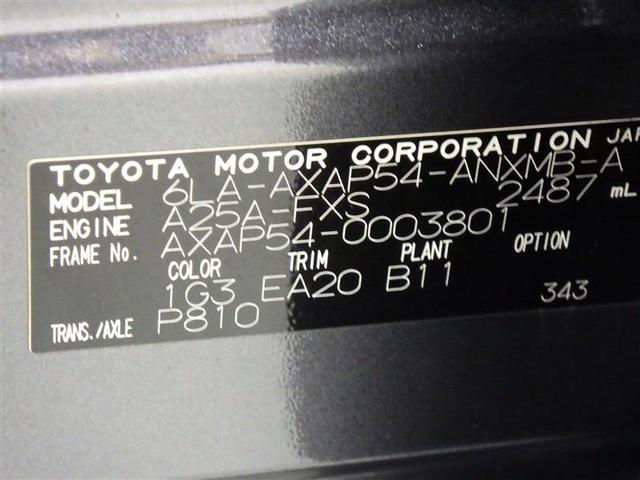 TOYOTA MOTOR CORPORATION JAP
MODEL 6LA-AXAP54-ANXMB-A
ENGINE A25A-FXS 2487 mL
FRAME No. AXAP54-0003801
COLOR TRIM PLANT OPTION
1G3 EA20 B11 343
TRANS./AXLE P810